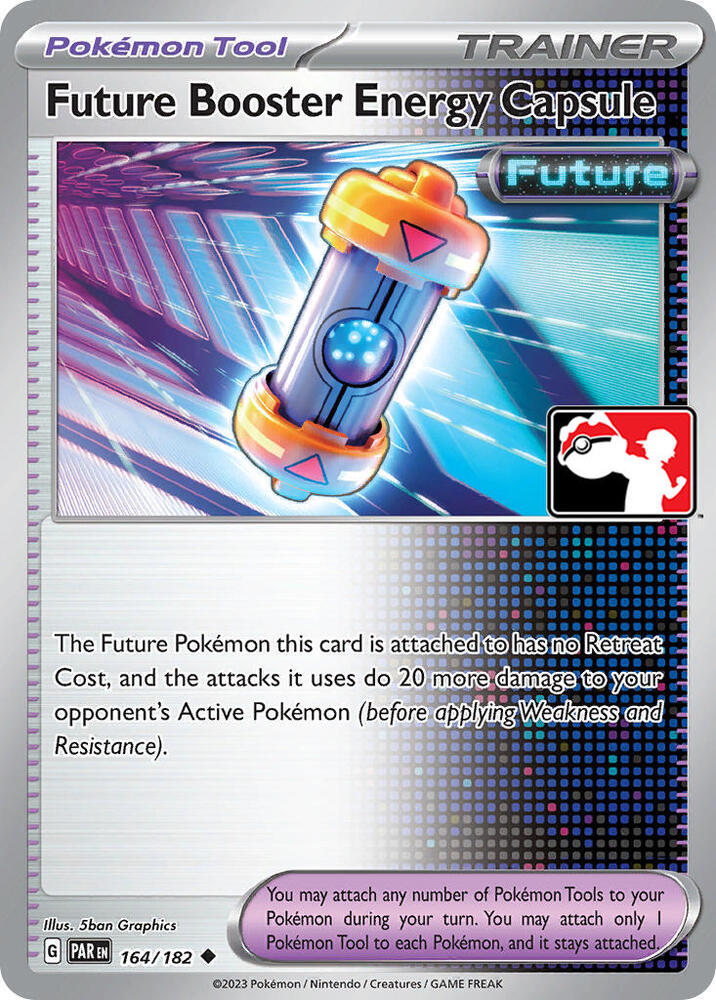 Pokémon Tool
TRAINER
Future Booster Energy Capsule
Future
™
The Future Pokémon this card is attached to has no Retreat
Cost, and the attacks it uses do 20 more damage to your
opponent's Active Pokémon (before applying Weakness and
Resistance).
You may attach any number of Pokémon Tools to your
Pokémon during your turn. You may attach only 1
Pokémon Tool to each Pokémon, and it stays attached.
Illus. 5ban Graphics
G PAR EN 164/182 ◆
©2023 Pokémon / Nintendo / Creatures / GAME FREAK